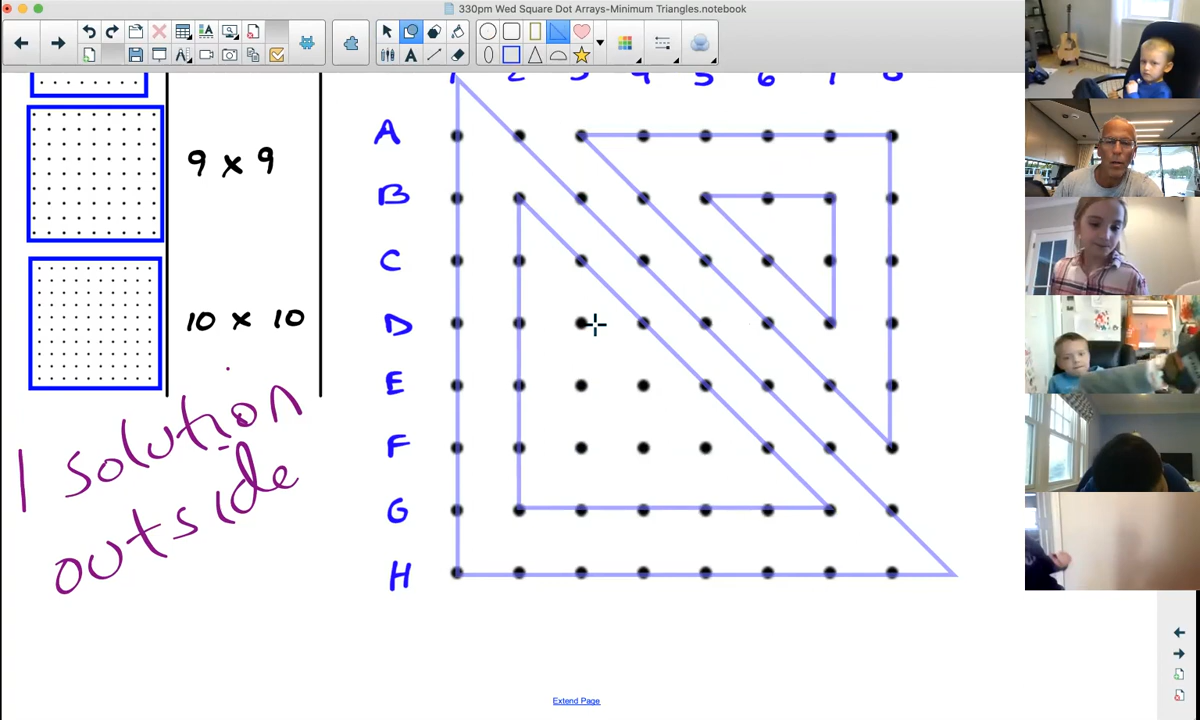 330pm Wed Square Dot Arrays-Minimum Triangles.notebook
1 2 3 4 5 6 7 8
9 x 9
10 x 10
1 solution
outside
A
B
C
D
E
F
G
H
Extend Page